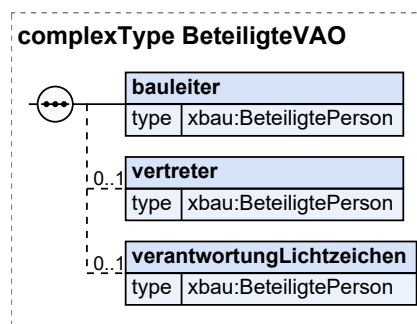 complexType BeteiligteVAO
bauleiter
type xbau:BeteiligtePerson
0..1
vertreter
type xbau:BeteiligtePerson
0..1
verantwortungLichtzeichen
type xbau:BeteiligtePerson